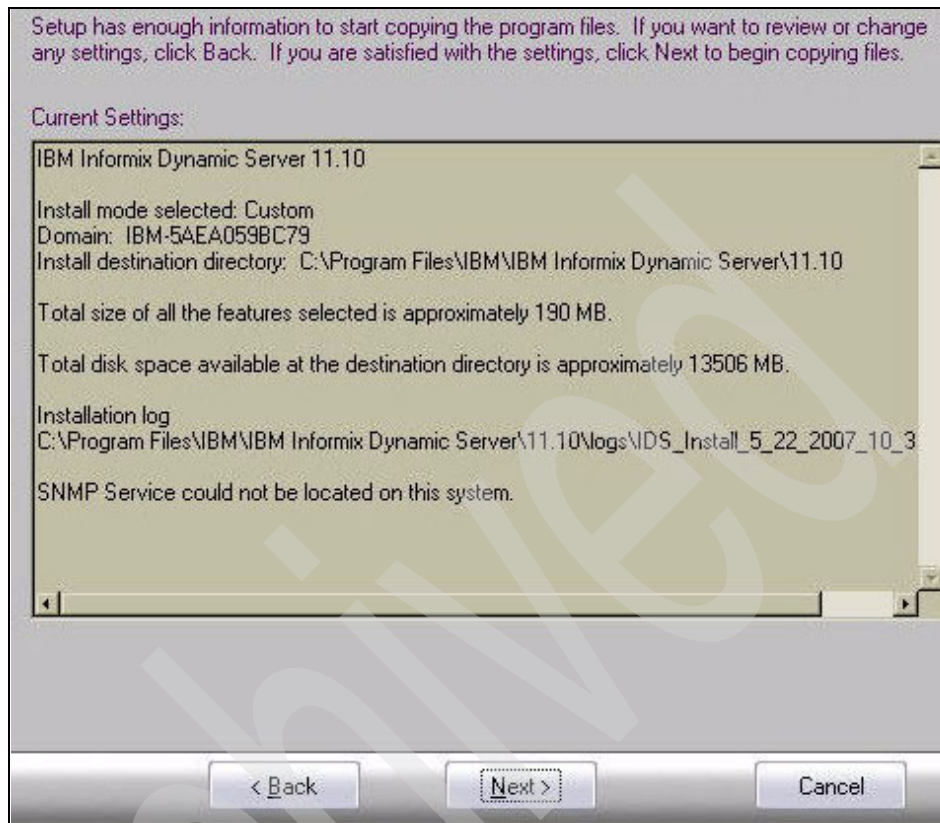 Setup has enough information to start copying the program files.  If you want to review or change
any settings, click Back.  If you are satisfied with the settings, click Next to begin copying files.
Current Settings:
IBM Informix Dynamic Server 11.10
Install mode selected: Custom
Domain:  IBM-5AEA059BC79
Install destination directory:  C:\Program Files\IBM\IBM Informix Dynamic Server\11.10
Total size of all the features selected is approximately 190 MB.
Total disk space available at the destination directory is approximately 13506 MB.
Installation log
C:\Program Files\IBM\IBM Informix Dynamic Server\11.10\logs\IDS_Install_5_22_2007_10_3
SNMP Service could not be located on this system.
< Back
Next >
Cancel
hived